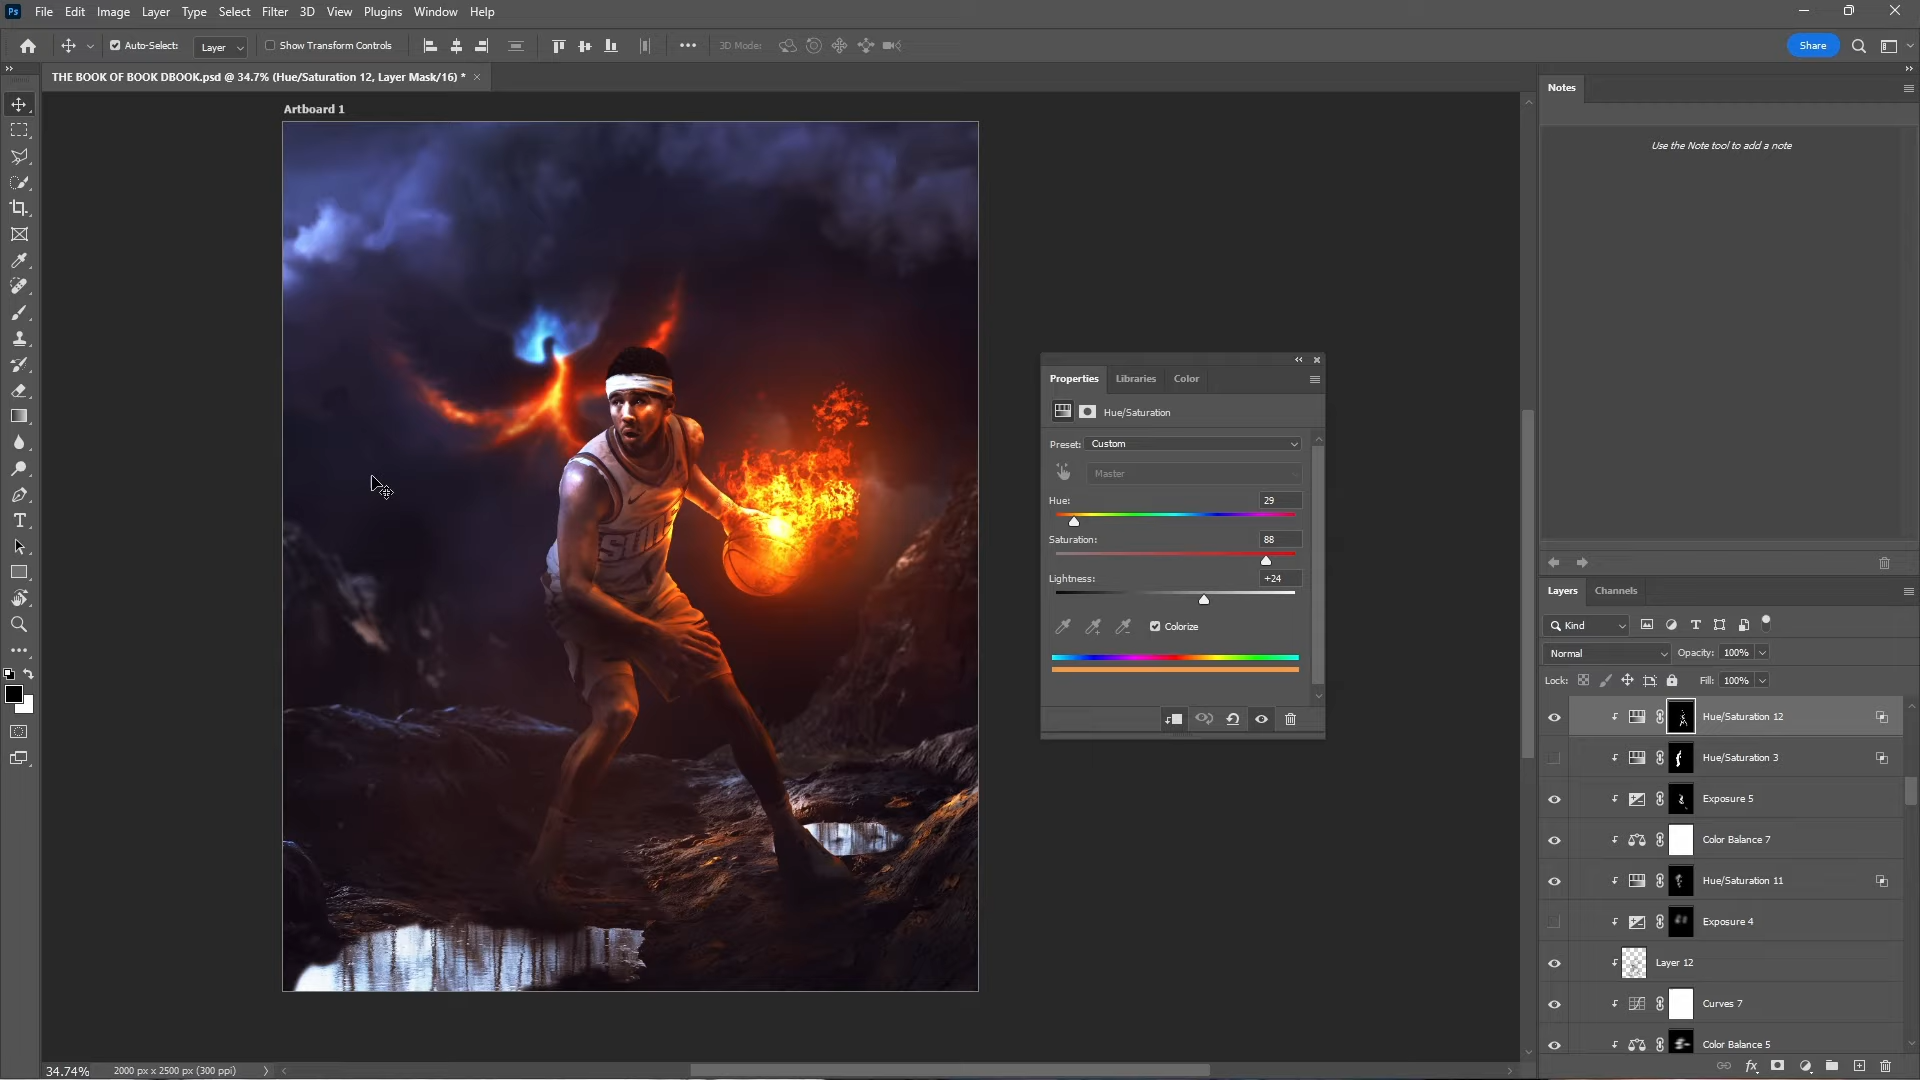 Ps File Edit Image Layer Type Select Filter 3D View Plugins Window Help
Auto-Select: Layer Show Transform Controls 3D Mode: Share
THE BOOK OF BOOK DBOOK.psd @ 34.7% (Hue/Saturation 12, Layer Mask/16) *
Notes
Artboard 1
Use the Note tool to add a note
Properties Libraries Color
Hue/Saturation
Preset: Custom
Master
Hue: 29
Saturation: 88
Lightness: +24
Colorize
SUN
Layers Channels
Kind
Normal Opacity: 100%
Lock: Fill: 100%
Hue/Saturation 12
Hue/Saturation 3
Exposure 5
Color Balance 7
Hue/Saturation 11
Exposure 4
Layer 12
Curves 7
Color Balance 5
34.74% 2000 px x 2500 px (300 ppi)